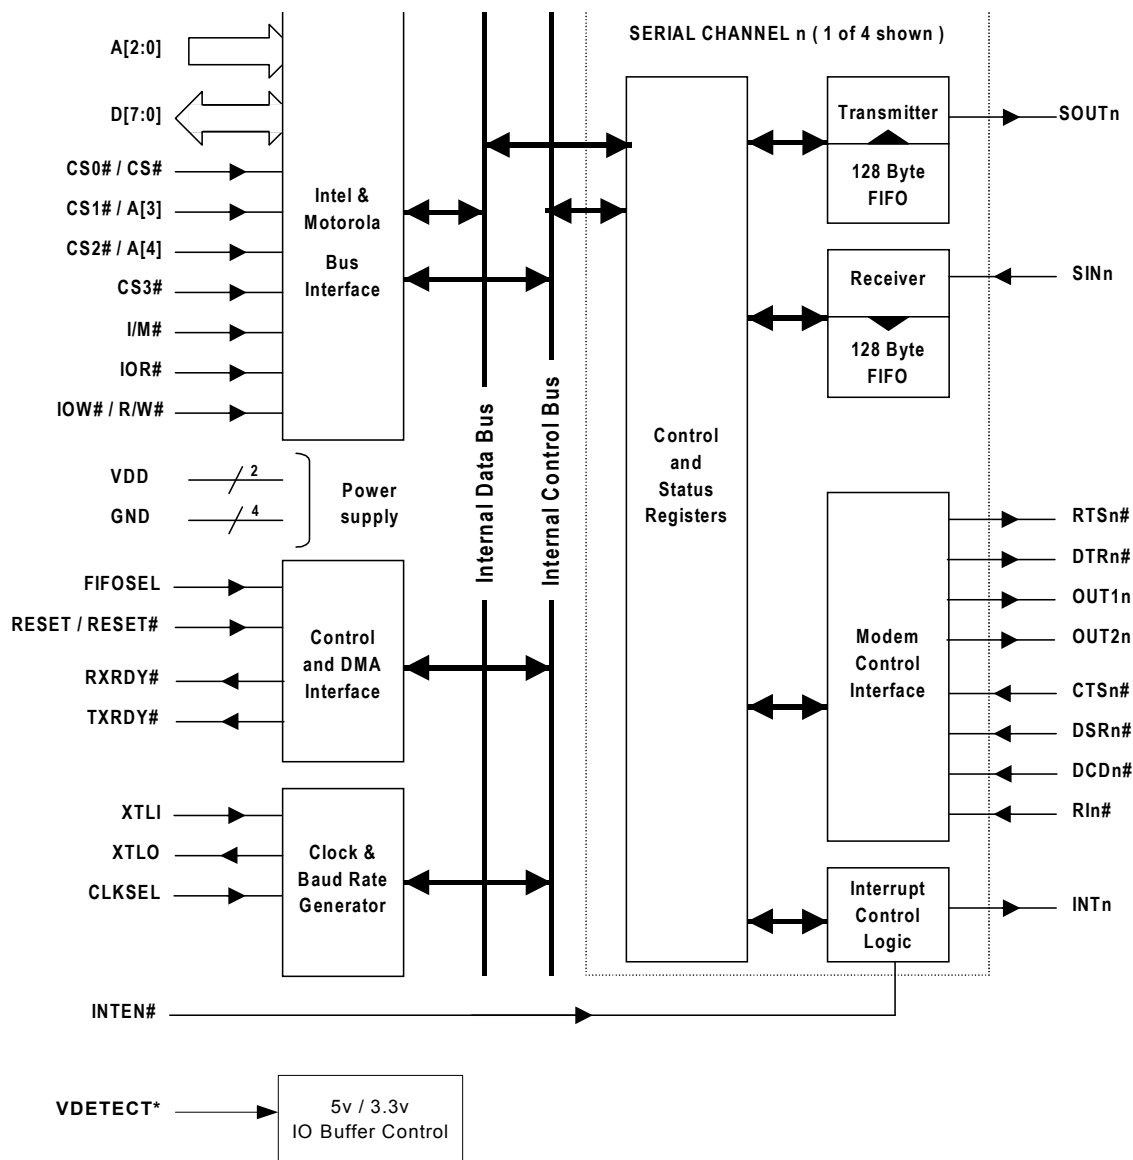 SERIAL CHANNEL n ( 1 of 4 shown )
A[2:0]
D[7:0]
CS0# / CS#
CS1# / A[3]
CS2# / A[4]
CS3#
I/M#
IOR#
IOW# / R/W#
Intel &
Motorola
Bus
Interface
VDD
2
GND
4
Power
supply
FIFOSEL
RESET / RESET#
RXRDY#
TXRDY#
Control
and DMA
Interface
XTLI
XTLO
CLKSEL
Clock &
Baud Rate
Generator
INTEN#
VDETECT*
5v / 3.3v
IO Buffer Control
Internal Data Bus
Internal Control Bus
Control
and
Status
Registers
Transmitter
128 Byte
FIFO
Receiver
128 Byte
FIFO
Modem
Control
Interface
Interrupt
Control
Logic
SOUTn
SINn
RTSn#
DTRn#
OUT1n
OUT2n
CTSn#
DSRn#
DCDn#
RIn#
INTn